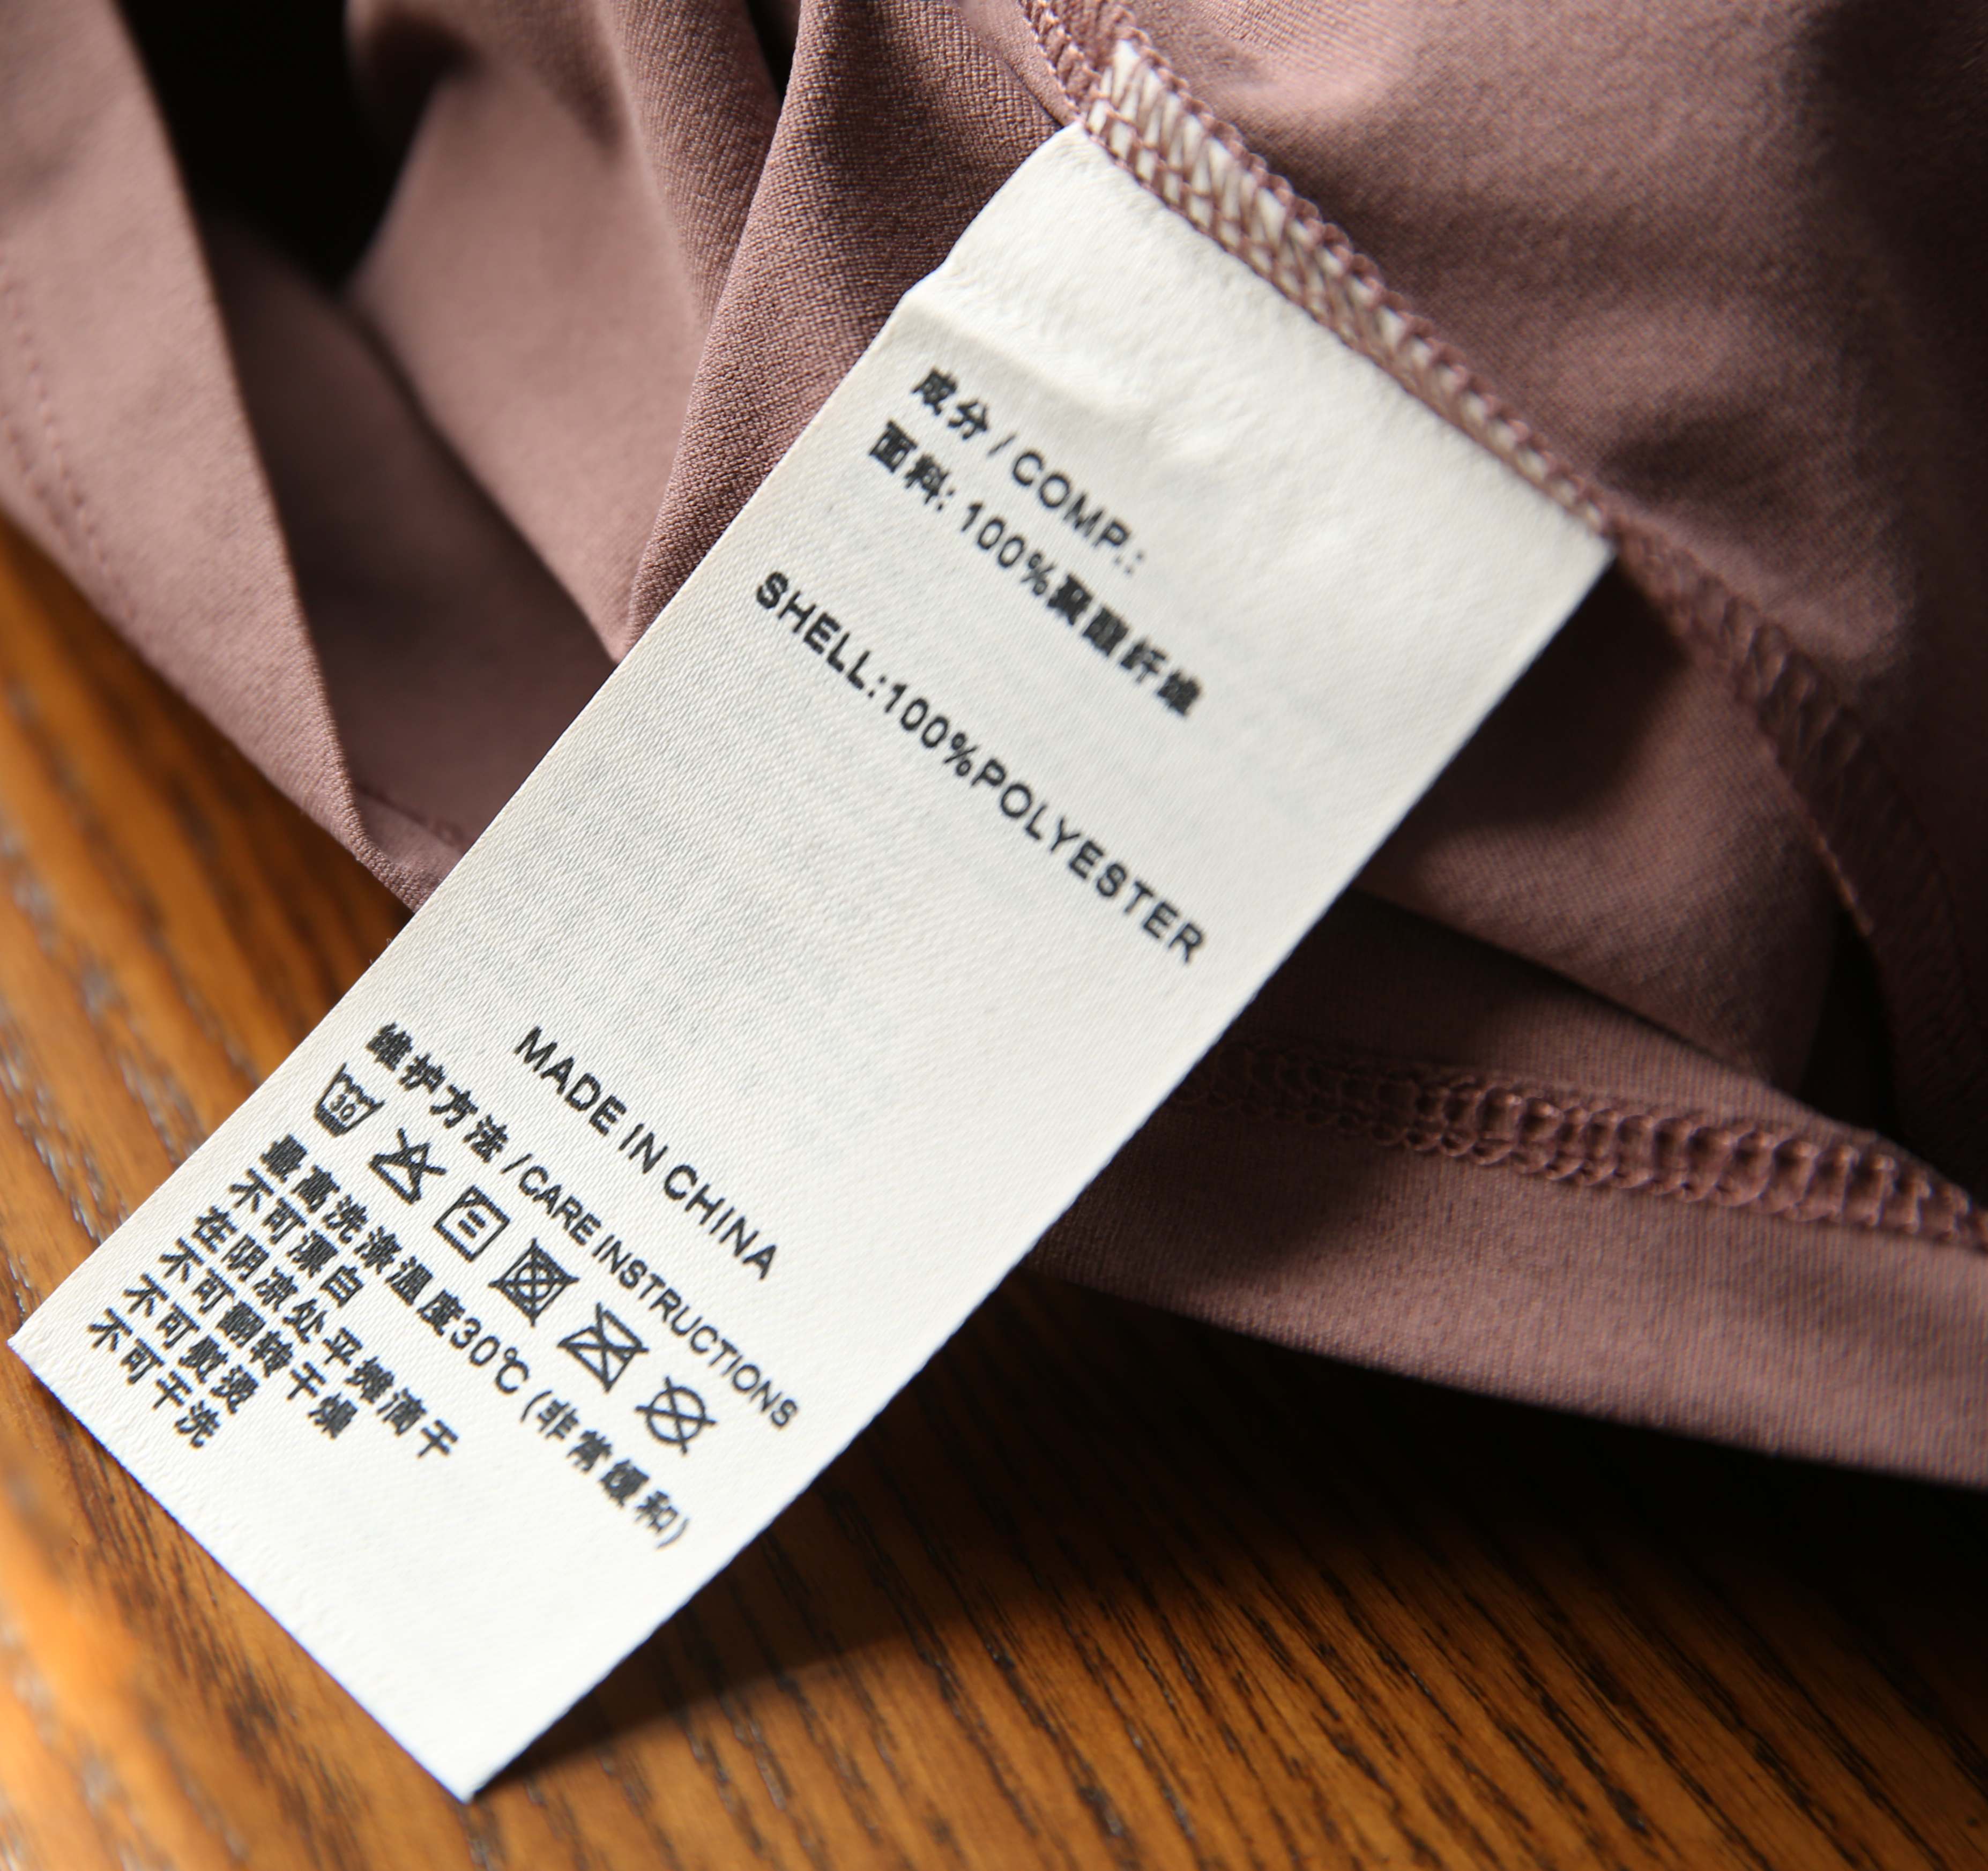 成分 / COMP.:
面料: 100%聚酯纤维
SHELL:100%POLYESTER
MADE IN CHINA
维护方法 /CARE INSTRUCTIONS
30
最高洗涤温度30℃ (非常缓和)
不可漂白
在阴凉处平摊滴干
不可翻转干燥
不可熨烫
不可干洗